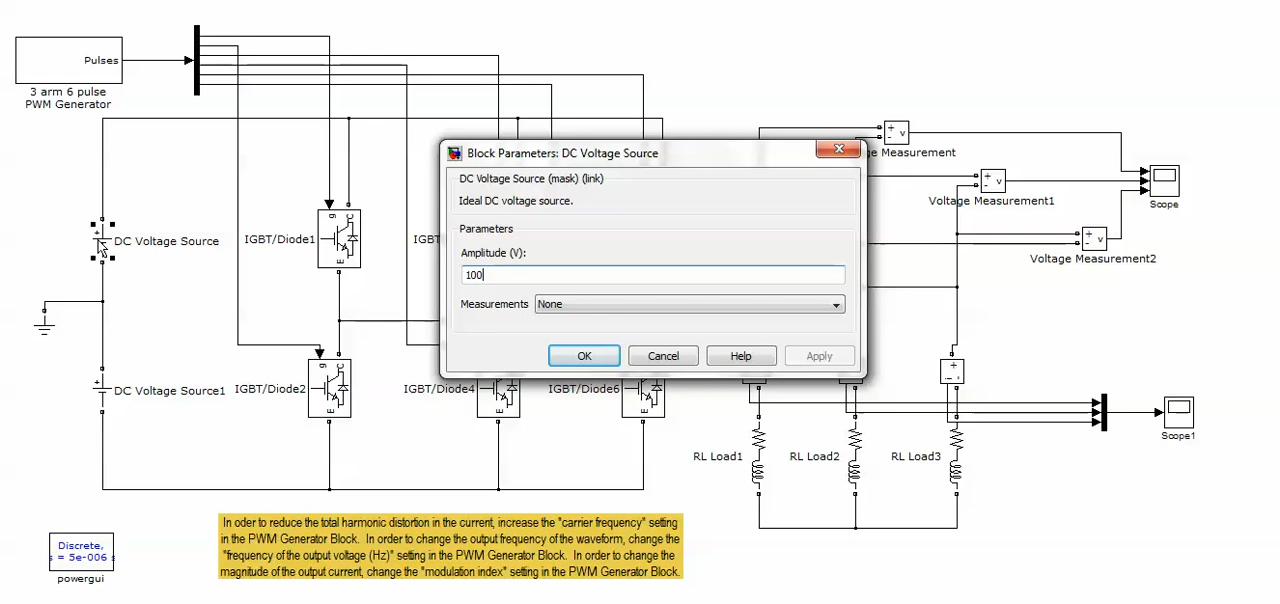 Pulses
3 arm 6 pulse
PWM Generator
Block Parameters: DC Voltage Source
DC Voltage Source (mask) (link)
Ideal DC voltage source.
Parameters
Amplitude (V):
100
Measurements
None
OK
Cancel
Help
Apply
DC Voltage Source
IGBT/Diode1
g
C
E
+
DC Voltage Source1
+
IGBT/Diode2
g
C
E
IGBT/Diode4
E
IGBT/Diode6
E
+
-
v
Measurement
+
-
v
Voltage Measurement1
+
-
v
Voltage Measurement2
Scope
+
-
Scope1
RL Load1
RL Load2
RL Load3
Discrete,
s = 5e-006 s
powergui
In oder to reduce the total harmonic distortion in the current, increase the "carrier frequency" setting
in the PWM Generator Block. In order to change the output frequency of the waveform, change the
"frequency of the output voltage (Hz)" setting in the PWM Generator Block. In order to change the
magnitude of the output current, change the "modulation index" setting in the PWM Generator Block.